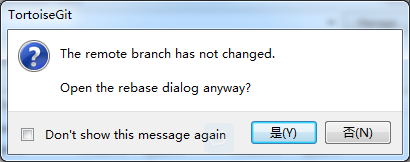 TortoiseGit
The remote branch has not changed.
Open the rebase dialog anyway?
Don't show this message again
是(Y)
否(N)